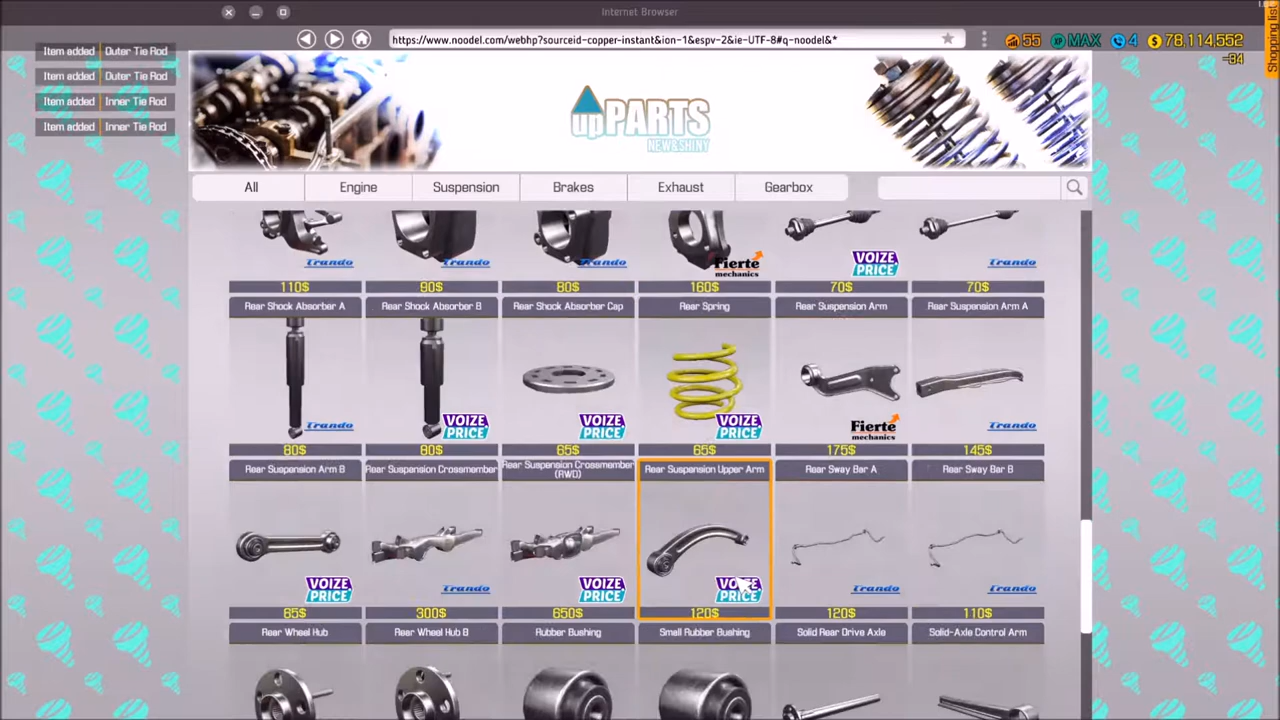 Internet Browser
https://www.noodel.com/webhp?sourceid-copper-instant&ion-1&espv-2&ie-UTF-8#q-noodel&*
55 XP MAX 4 $ 78,114,552
-84
Shopping list
Item added Outer Tie Rod
Item added Outer Tie Rod
Item added Inner Tie Rod
Item added Inner Tie Rod
upPARTS
NEW&SHINY
All Engine Suspension Brakes Exhaust Gearbox
Trando Trando Trando Fierte mechanics VOIZE PRICE Trando
110$ 90$ 80$ 160$ 70$ 70$
Rear Shock Absorber A Rear Shock Absorber B Rear Shock Absorber Cap Rear Spring Rear Suspension Arm Rear Suspension Arm A
Trando VOIZE PRICE VOIZE PRICE VOIZE PRICE Fierte mechanics Trando
80$ 80$ 65$ 65$ 175$ 145$
Rear Suspension Arm B Rear Suspension Crossmember Rear Suspension Crossmember (RWD) Rear Suspension Upper Arm Rear Sway Bar A Rear Sway Bar B
VOIZE PRICE Trando VOIZE PRICE VOIZE PRICE Trando Trando
65$ 300$ 650$ 120$ 120$ 110$
Rear Wheel Hub Rear Wheel Hub B Rubber Bushing Small Rubber Bushing Solid Rear Drive Axle Solid-Axle Control Arm